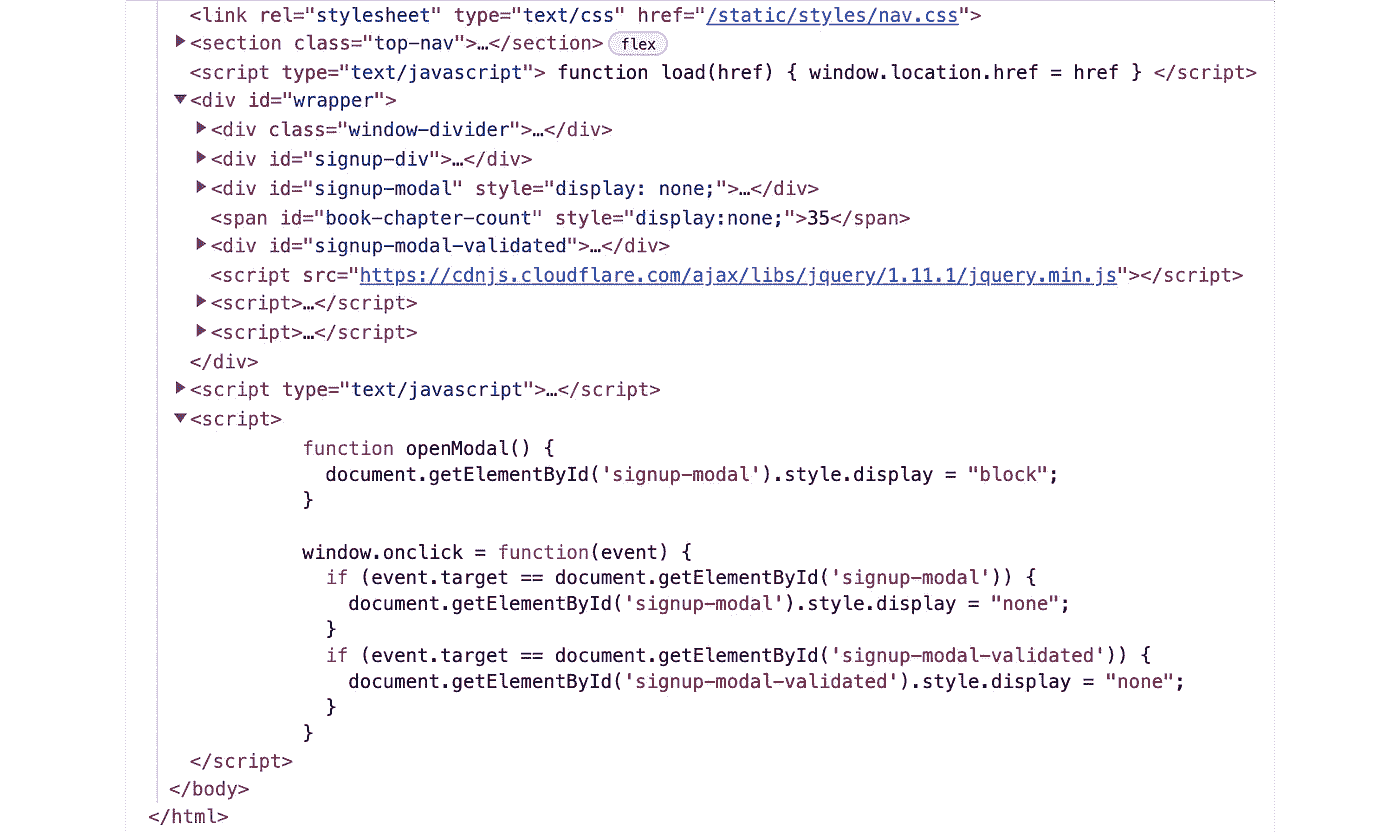 <link rel="stylesheet" type="text/css" href="/static/styles/nav.css">
▶<section class="top-nav">…</section> flex
<script type="text/javascript"> function load(href) { window.location.href = href } </script>
▼<div id="wrapper">
▶<div class="window-divider">…</div>
▶<div id="signup-div">…</div>
▶<div id="signup-modal" style="display: none;">…</div>
<span id="book-chapter-count" style="display:none;">35</span>
▶<div id="signup-modal-validated">…</div>
<script src="https://cdnjs.cloudflare.com/ajax/libs/jquery/1.11.1/jquery.min.js"></script>
▶<script>…</script>
▶<script>…</script>
</div>
▶<script type="text/javascript">…</script>
▼<script>
function openModal() {
document.getElementById('signup-modal').style.display = "block";
}
window.onclick = function(event) {
if (event.target == document.getElementById('signup-modal')) {
document.getElementById('signup-modal').style.display = "none";
}
if (event.target == document.getElementById('signup-modal-validated')) {
document.getElementById('signup-modal-validated').style.display = "none";
}
}
</script>
</body>
</html>